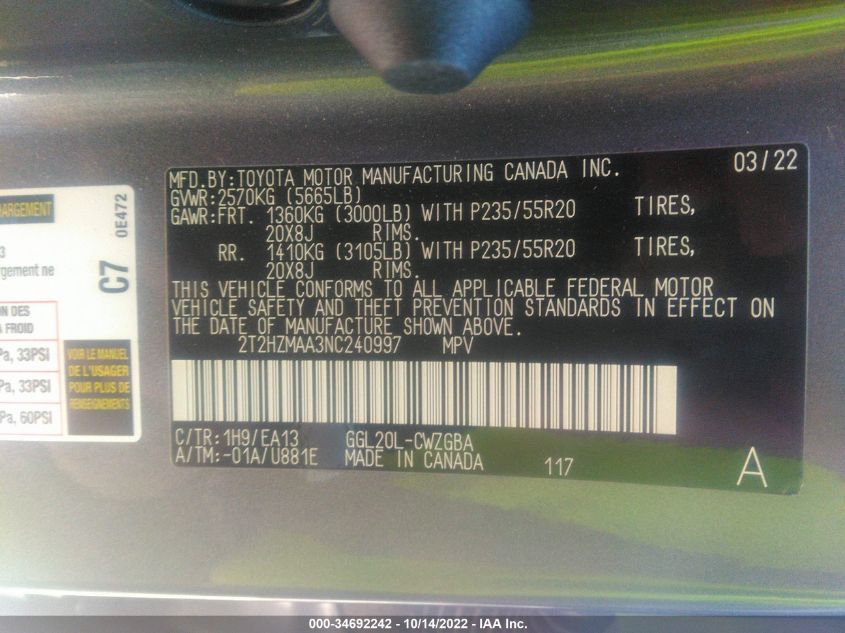 MFD.BY:TOYOTA MOTOR MANUFACTURING CANADA INC. 03/22
GVWR:2570KG (5665LB)
GAWR:FRT. 1360KG (3000LB) WITH P235/55R20 TIRES,
20X8J RIMS.
RR. 1410KG (3105LB) WITH P235/55R20 TIRES,
20X8J RIMS.
THIS VEHICLE CONFORMS TO ALL APPLICABLE FEDERAL MOTOR
VEHICLE SAFETY AND THEFT PREVENTION STANDARDS IN EFFECT ON
THE DATE OF MANUFACTURE SHOWN ABOVE.
2T2HZMAA3NC240997 MPV
C/TR:1H9/EA13 GGL20L-CWZGBA
A/TM:-01A/U881E MADE IN CANADA 117 A
ARGEMENT
3
rgement ne
C7 0E472
ON DES
A FROID
Pa, 33PSI
Pa, 33PSI
Pa, 60PSI
VOIR LE MANUEL
DE L'USAGER
POUR PLUS DE
RENSEIGNEMENTS
000-34692242 - 10/14/2022 - IAA Inc.